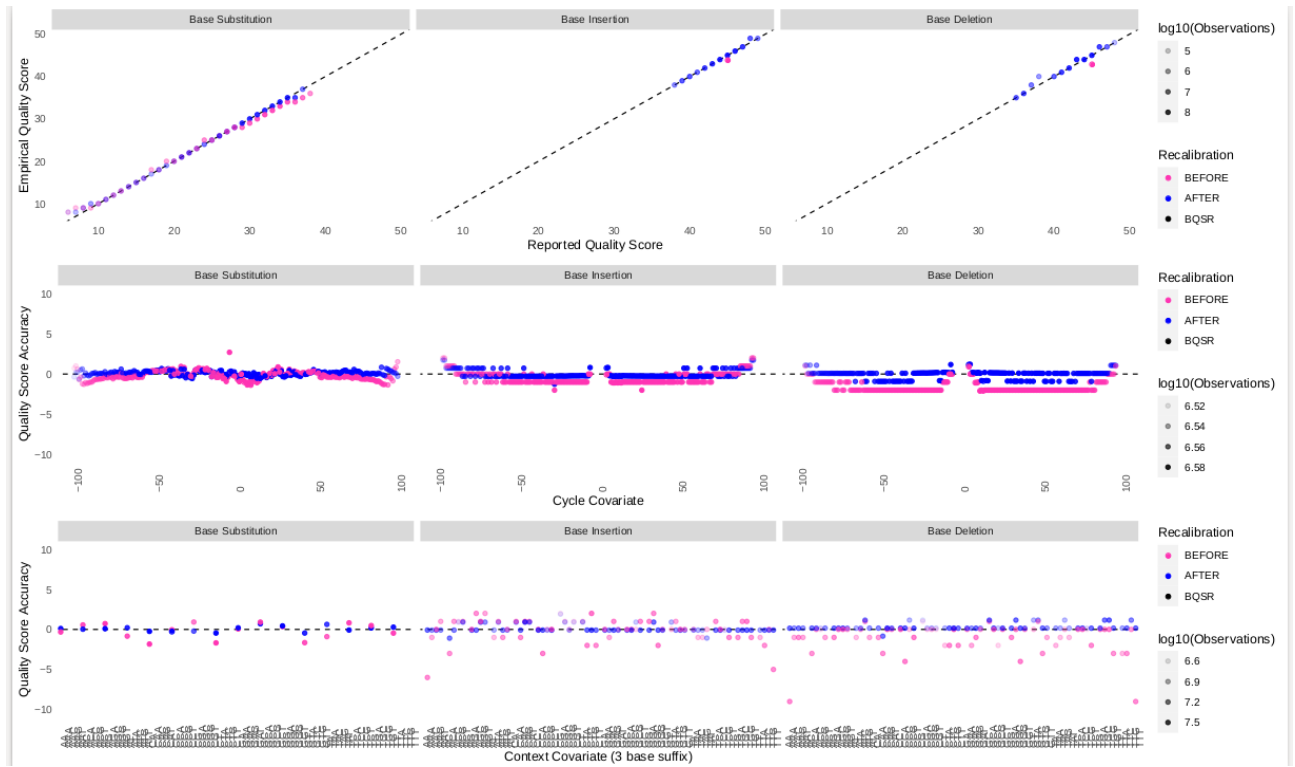 Base Substitution Base Insertion Base Deletion
Empirical Quality Score
50
40
30
20
10
10 20 30 40 50 10 20 30 40 50 10 20 30 40 50
Reported Quality Score
log10(Observations)
5
6
7
8
Recalibration
BEFORE
AFTER
BQSR
Base Substitution Base Insertion Base Deletion
Quality Score Accuracy
10
5
0
−5
−10
−100 −50 0 50 100 −100 −50 0 50 100 −100 −50 0 50 100
Cycle Covariate
Recalibration
BEFORE
AFTER
BQSR
log10(Observations)
6.52
6.54
6.56
6.58
Base Substitution Base Insertion Base Deletion
Quality Score Accuracy
10
5
0
−5
−10
Context Covariate (3 base suffix)
Recalibration
BEFORE
AFTER
BQSR
log10(Observations)
6.6
6.9
7.2
7.5